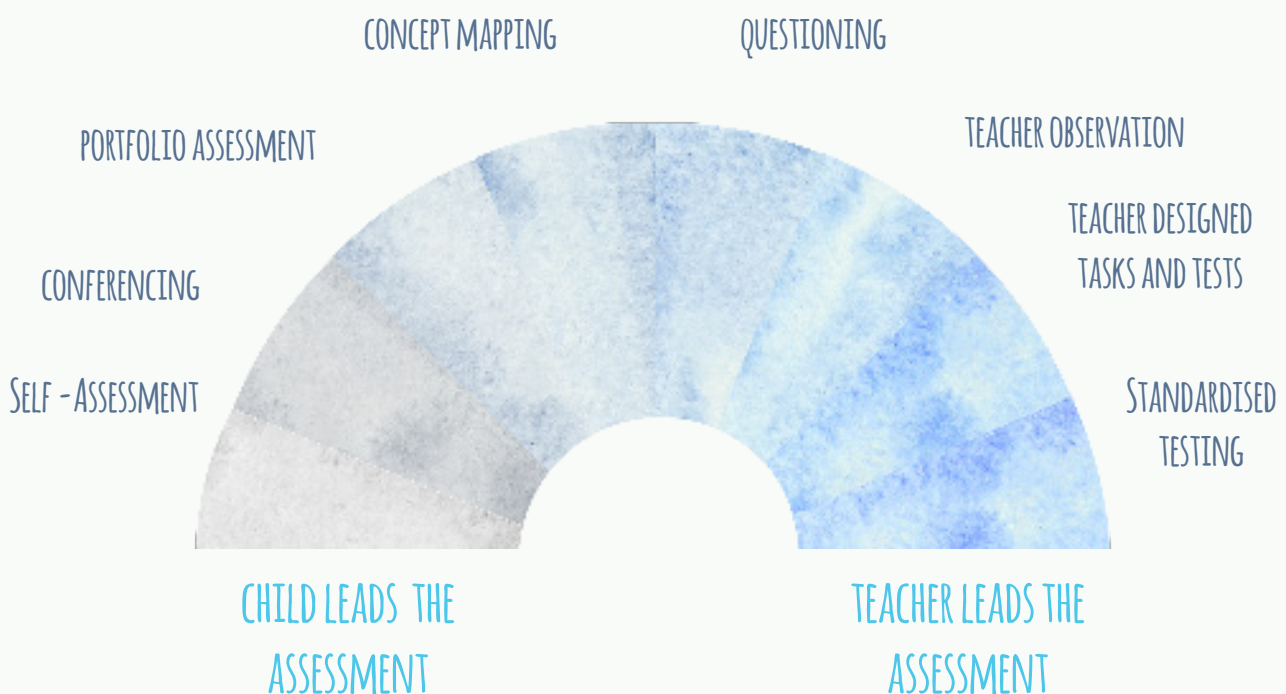 CONCEPT MAPPING
QUESTIONING
PORTFOLIO ASSESSMENT
TEACHER OBSERVATION
TEACHER DESIGNED
TASKS AND TESTS
CONFERENCING
SELF -ASSESSMENT
STANDARDISED
TESTING
CHILD LEADS THE
ASSESSMENT
TEACHER LEADS THE
ASSESSMENT